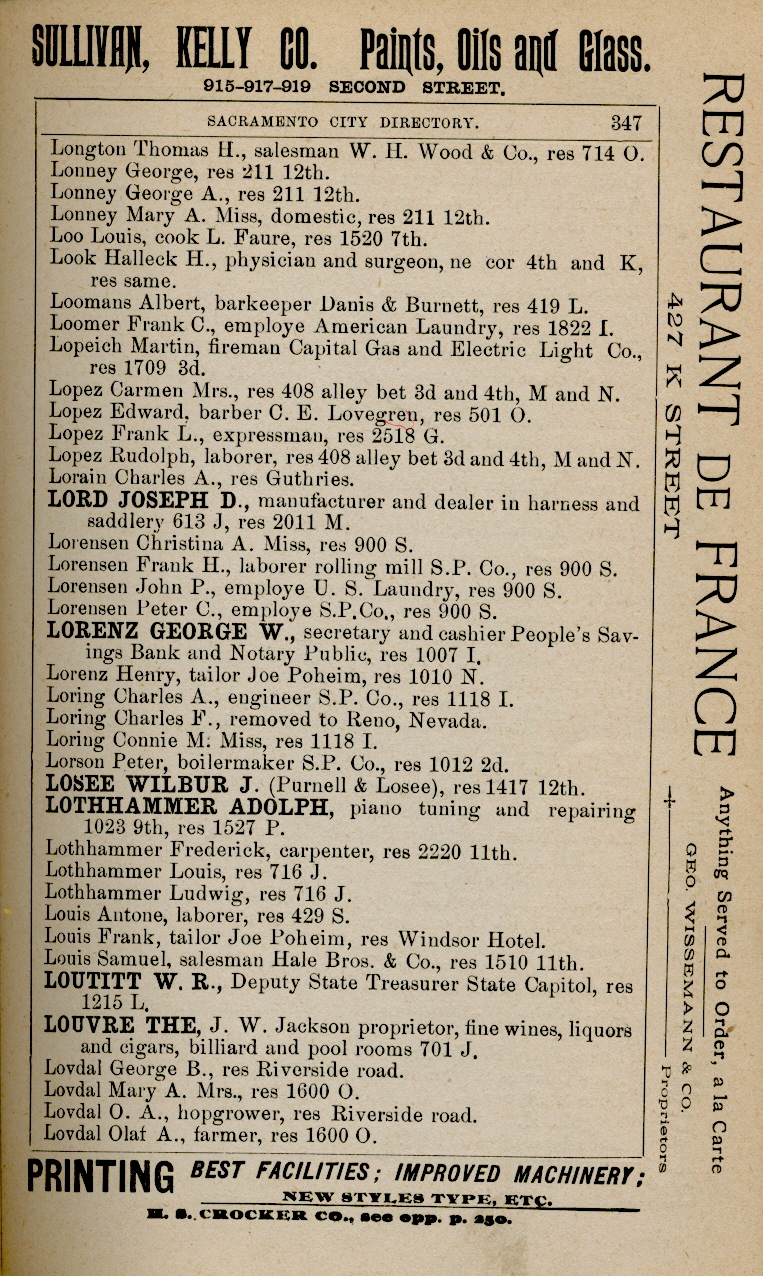 SULLIVAN, KELLY CO. Paints, Oils and Glass.
915-917-919 SECOND STREET.
SACRAMENTO CITY DIRECTORY. 347
Longton Thomas H., salesman W. H. Wood & Co., res 714 O.
Lonney George, res 211 12th.
Lonney George A., res 211 12th.
Lonney Mary A. Miss, domestic, res 211 12th.
Loo Louis, cook L. Faure, res 1520 7th.
Look Halleck H., physician and surgeon, ne cor 4th and K,
res same.
Loomans Albert, barkeeper Danis & Burnett, res 419 L.
Loomer Frank C., employe American Laundry, res 1822 I.
Lopeich Martin, fireman Capital Gas and Electric Light Co.,
res 1709 3d.
Lopez Carmen Mrs., res 408 alley bet 3d and 4th, M and N.
Lopez Edward, barber C. E. Lovegren, res 501 O.
Lopez Frank L., expressman, res 2518 G.
Lopez Rudolph, laborer, res 408 alley bet 3d and 4th, M and N.
Lorain Charles A., res Guthries.
LORD JOSEPH D., manufacturer and dealer in harness and
saddlery 613 J, res 2011 M.
Lorensen Christina A. Miss, res 900 S.
Lorensen Frank H., laborer rolling mill S.P. Co., res 900 S.
Lorensen John P., employe U. S. Laundry, res 900 S.
Lorensen Peter C., employe S.P.Co., res 900 S.
LORENZ GEORGE W., secretary and cashier People's Sav-
ings Bank and Notary Public, res 1007 I.
Lorenz Henry, tailor Joe Poheim, res 1010 N.
Loring Charles A., engineer S.P. Co., res 1118 I.
Loring Charles F., removed to Reno, Nevada.
Loring Connie M. Miss, res 1118 I.
Lorson Peter, boilermaker S.P. Co., res 1012 2d.
LOSEE WILBUR J. (Purnell & Losee), res 1417 12th.
LOTHHAMMER ADOLPH, piano tuning and repairing
1023 9th, res 1527 P.
Lothhammer Frederick, carpenter, res 2220 11th.
Lothhammer Louis, res 716 J.
Lothhammer Ludwig, res 716 J.
Louis Antone, laborer, res 429 S.
Louis Frank, tailor Joe Poheim, res Windsor Hotel.
Louis Samuel, salesman Hale Bros. & Co., res 1510 11th.
LOUTITT W. R., Deputy State Treasurer State Capitol, res
1215 L.
LOUVRE THE, J. W. Jackson proprietor, fine wines, liquors
and cigars, billiard and pool rooms 701 J.
Lovdal George B., res Riverside road.
Lovdal Mary A. Mrs., res 1600 O.
Lovdal O. A., hopgrower, res Riverside road.
Lovdal Olaf A., farmer, res 1600 O.
PRINTING BEST FACILITIES; IMPROVED MACHINERY;
NEW STYLES TYPE, ETC.
H. S. CROCKER CO., see opp. p. 250.
RESTAURANT DE FRANCE
427 K STREET
Anything Served to Order, a la Carte
GEO. WISSEMANN & CO.
Proprietors